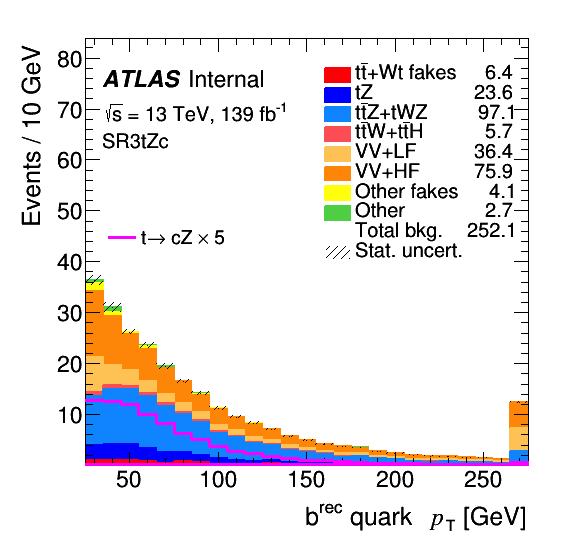 Events / 10 GeV
80
70
60
50
40
30
20
10
ATLAS Internal
√s = 13 TeV, 139 fb⁻¹
SR3tZc
t→ cZ × 5
tt̄+Wt fakes 6.4
tZ 23.6
tt̄Z+tWZ 97.1
tt̄W+tt̄H 5.7
VV+LF 36.4
VV+HF 75.9
Other fakes 4.1
Other 2.7
Total bkg. 252.1
Stat. uncert.
50 100 150 200 250
b^rec quark p_T [GeV]